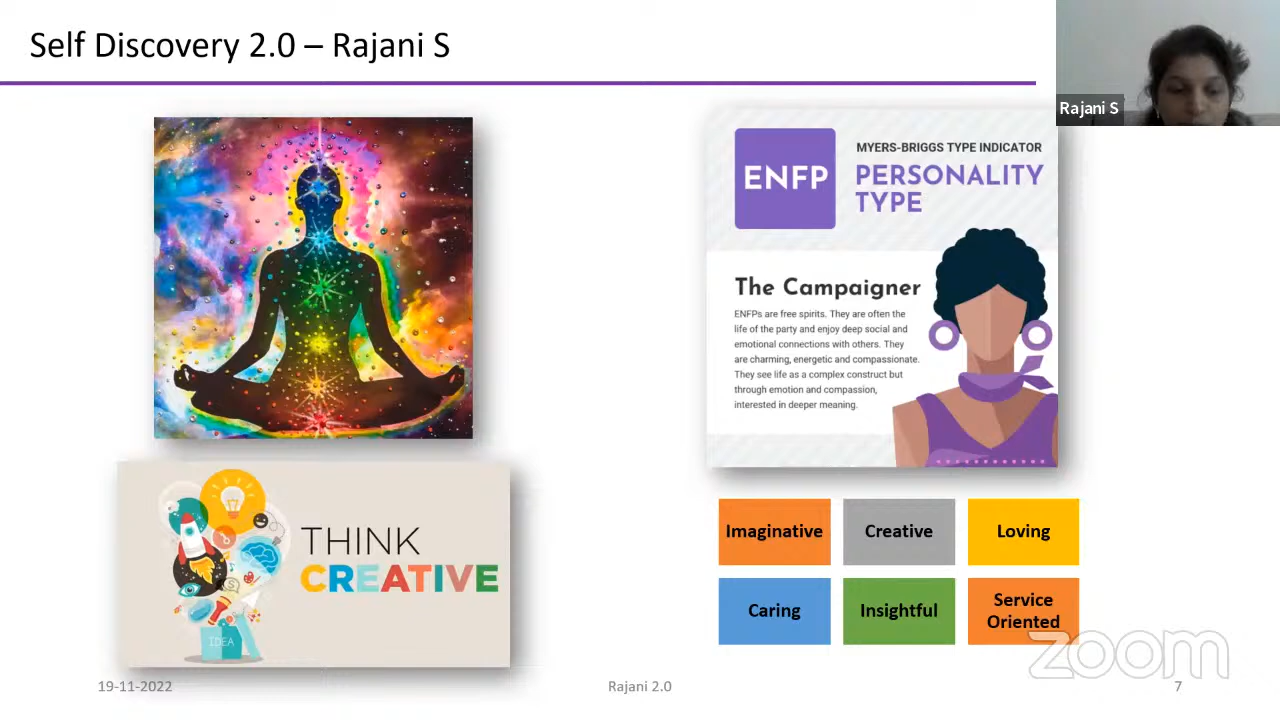 Self Discovery 2.0 – Rajani S
Rajani S
ENFP
MYERS-BRIGGS TYPE INDICATOR
PERSONALITY
TYPE
The Campaigner
ENFPs are free spirits. They are often the
life of the party and enjoy deep social and
emotional connections with others. They
are charming, energetic and compassionate.
They see life as a complex construct but
through emotion and compassion,
interested in deeper meaning.
THINK
CREATIVE
IDEA
Imaginative
Creative
Loving
Caring
Insightful
Service
Oriented
zoom
19-11-2022
Rajani 2.0
7